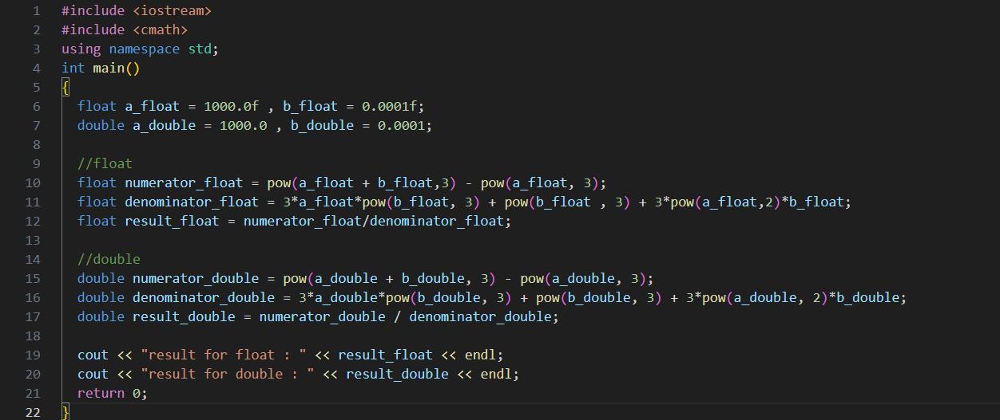 1 #include <iostream>
2 #include <cmath>
3 using namespace std;
4 int main()
5 {
6 float a_float = 1000.0f , b_float = 0.0001f;
7 double a_double = 1000.0 , b_double = 0.0001;
8
9 //float
10 float numerator_float = pow(a_float + b_float,3) - pow(a_float, 3);
11 float denominator_float = 3*a_float*pow(b_float, 3) + pow(b_float , 3) + 3*pow(a_float,2)*b_float;
12 float result_float = numerator_float/denominator_float;
13
14 //double
15 double numerator_double = pow(a_double + b_double, 3) - pow(a_double, 3);
16 double denominator_double = 3*a_double*pow(b_double, 3) + pow(b_double, 3) + 3*pow(a_double, 2)*b_double;
17 double result_double = numerator_double / denominator_double;
18
19 cout << "result for float : " << result_float << endl;
20 cout << "result for double : " << result_double << endl;
21 return 0;
22 }